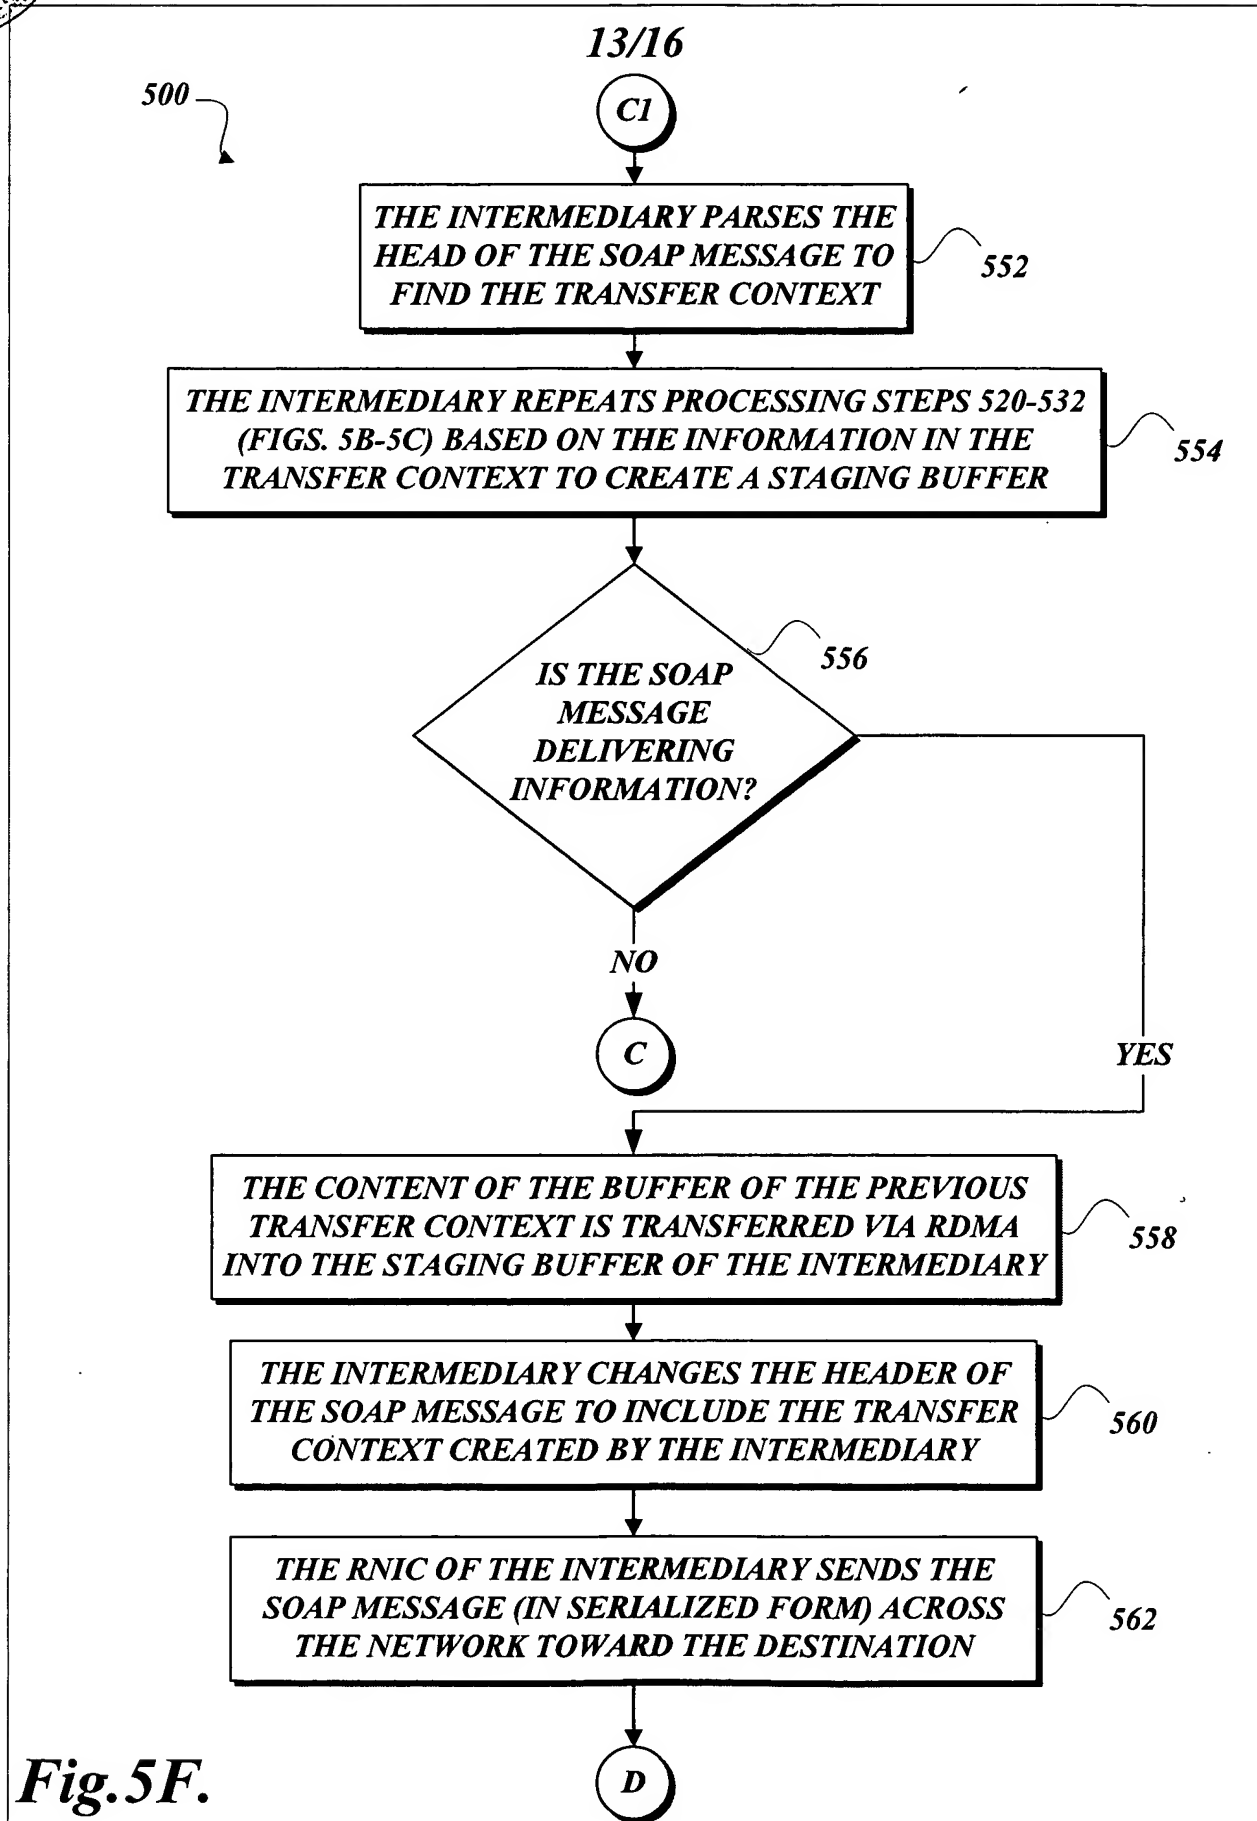 13/16
500
C1
THE INTERMEDIARY PARSES THE
HEAD OF THE SOAP MESSAGE TO
FIND THE TRANSFER CONTEXT
552
THE INTERMEDIARY REPEATS PROCESSING STEPS 520-532
(FIGS. 5B-5C) BASED ON THE INFORMATION IN THE
TRANSFER CONTEXT TO CREATE A STAGING BUFFER
554
IS THE SOAP
MESSAGE
DELIVERING
INFORMATION?
556
NO
C
YES
THE CONTENT OF THE BUFFER OF THE PREVIOUS
TRANSFER CONTEXT IS TRANSFERRED VIA RDMA
INTO THE STAGING BUFFER OF THE INTERMEDIARY
558
THE INTERMEDIARY CHANGES THE HEADER OF
THE SOAP MESSAGE TO INCLUDE THE TRANSFER
CONTEXT CREATED BY THE INTERMEDIARY
560
THE RNIC OF THE INTERMEDIARY SENDS THE
SOAP MESSAGE (IN SERIALIZED FORM) ACROSS
THE NETWORK TOWARD THE DESTINATION
562
D
Fig.5F.